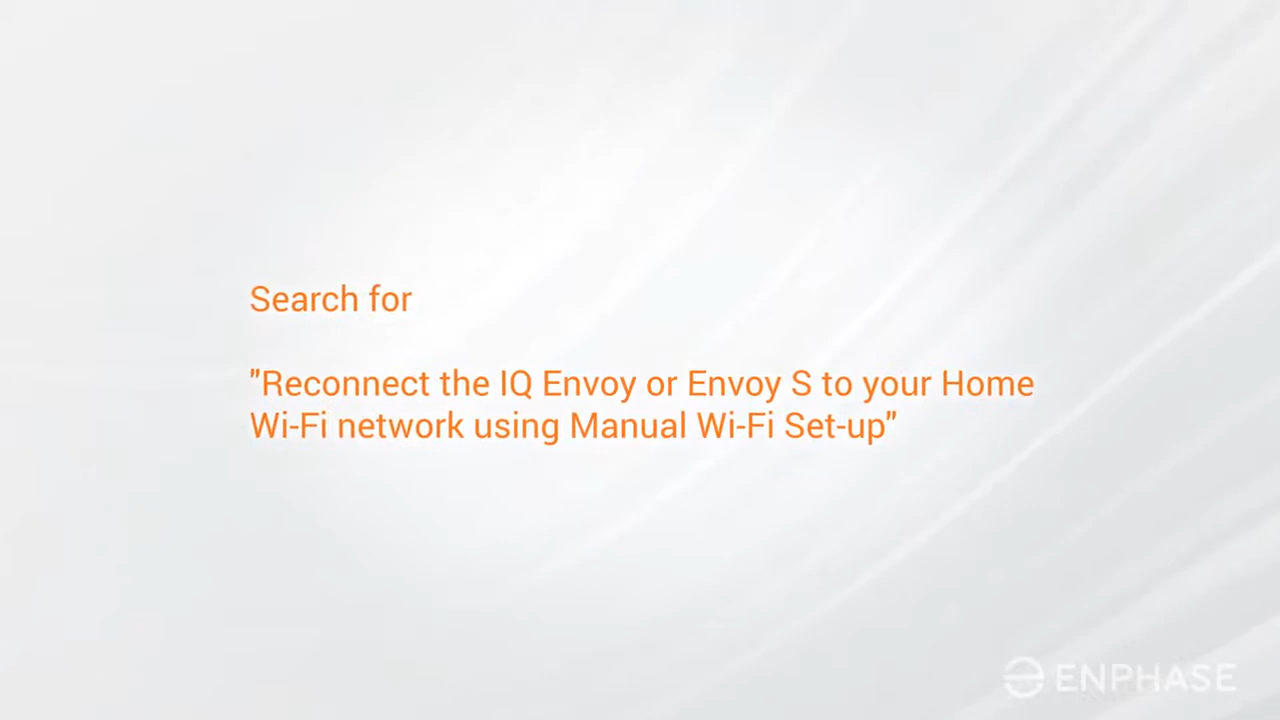 Search for
"Reconnect the IQ Envoy or Envoy S to your Home
Wi-Fi network using Manual Wi-Fi Set-up"
ENPHASE